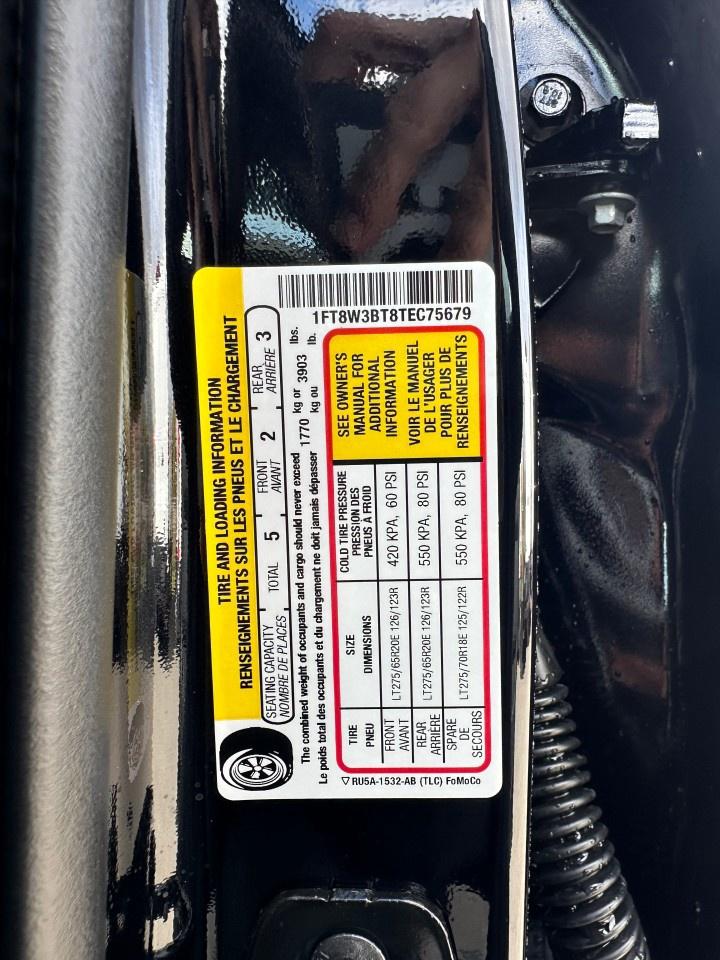 TIRE AND LOADING INFORMATION
RENSEIGNEMENTS SUR LES PNEUS ET LE CHARGEMENT
SEATING CAPACITY
NOMBRE DE PLACES
TOTAL 5
FRONT
AVANT 2
REAR
ARRIÈRE 3
The combined weight of occupants and cargo should never exceed 1770 kg or 3903 lbs.
Le poids total des occupants et du chargement ne doit jamais dépasser kg ou lb.
1FT8W3BT8TEC75679
TIRE
PNEU
SIZE
DIMENSIONS
COLD TIRE PRESSURE
PRESSION DES
PNEUS À FROID
FRONT
AVANT
LT275/65R20E 126/123R
420 KPA, 60 PSI
REAR
ARRIÈRE
LT275/65R20E 126/123R
550 KPA, 80 PSI
SPARE
DE
SECOURS
LT275/70R18E 125/122R
550 KPA, 80 PSI
SEE OWNER'S
MANUAL FOR
ADDITIONAL
INFORMATION
VOIR LE MANUEL
DE L'USAGER
POUR PLUS DE
RENSEIGNEMENTS
RU5A-1532-AB (TLC) FoMoCo